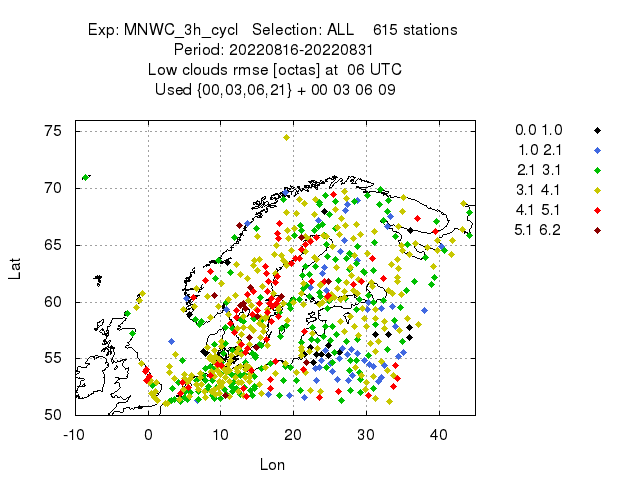 Exp: MNWC_3h_cycl   Selection: ALL    615 stations
Period: 20220816-20220831
Low clouds rmse [octas] at  06 UTC
Used {00,03,06,21} + 00 03 06 09
0.0 1.0
1.0 2.1
2.1 3.1
3.1 4.1
4.1 5.1
5.1 6.2
75
70
65
60
55
50
Lat
-10 0 10 20 30 40
Lon